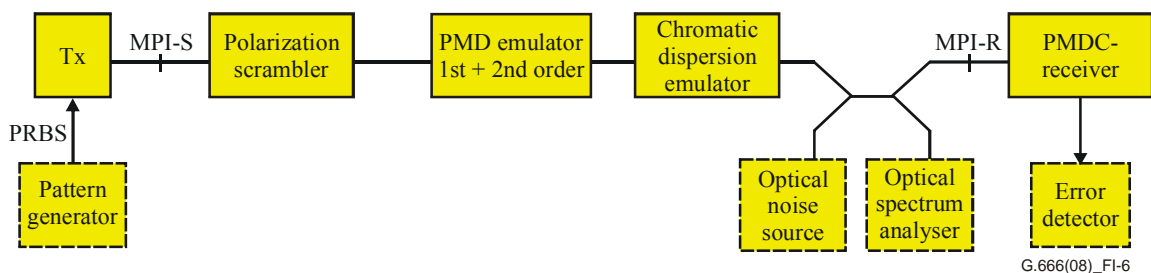 Tx
MPI-S
Polarization
scrambler
PMD emulator
1st + 2nd order
Chromatic
dispersion
emulator
MPI-R
PMDC-
receiver
PRBS
Pattern
generator
Optical
noise
source
Optical
spectrum
analyser
Error
detector
G.666(08)_FI-6